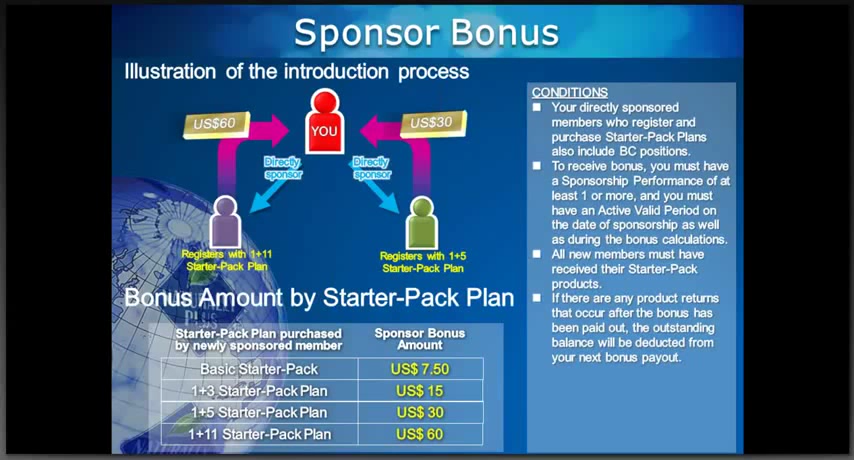 Sponsor Bonus
Illustration of the introduction process
US$60
YOU
US$30
Directly
sponsor
Directly
sponsor
Registers with 1+11
Starter-Pack Plan
Registers with 1+5
Starter-Pack Plan
Bonus Amount by Starter-Pack Plan
Starter-Pack Plan purchased
by newly sponsored member
Sponsor Bonus
Amount
Basic Starter-Pack
US$ 7.50
1+3 Starter-Pack Plan
US$ 15
1+5 Starter-Pack Plan
US$ 30
1+11 Starter-Pack Plan
US$ 60
CONDITIONS
Your directly sponsored
members who register and
purchase Starter-Pack Plans
also include BC positions.
To receive bonus, you must have
a Sponsorship Performance of at
least 1 or more, and you must
have an Active Valid Period on
the date of sponsorship as well
as during the bonus calculations.
All new members must have
received their Starter-Pack
products.
If there are any product returns
that occur after the bonus has
been paid out, the outstanding
balance will be deducted from
your next bonus payout.